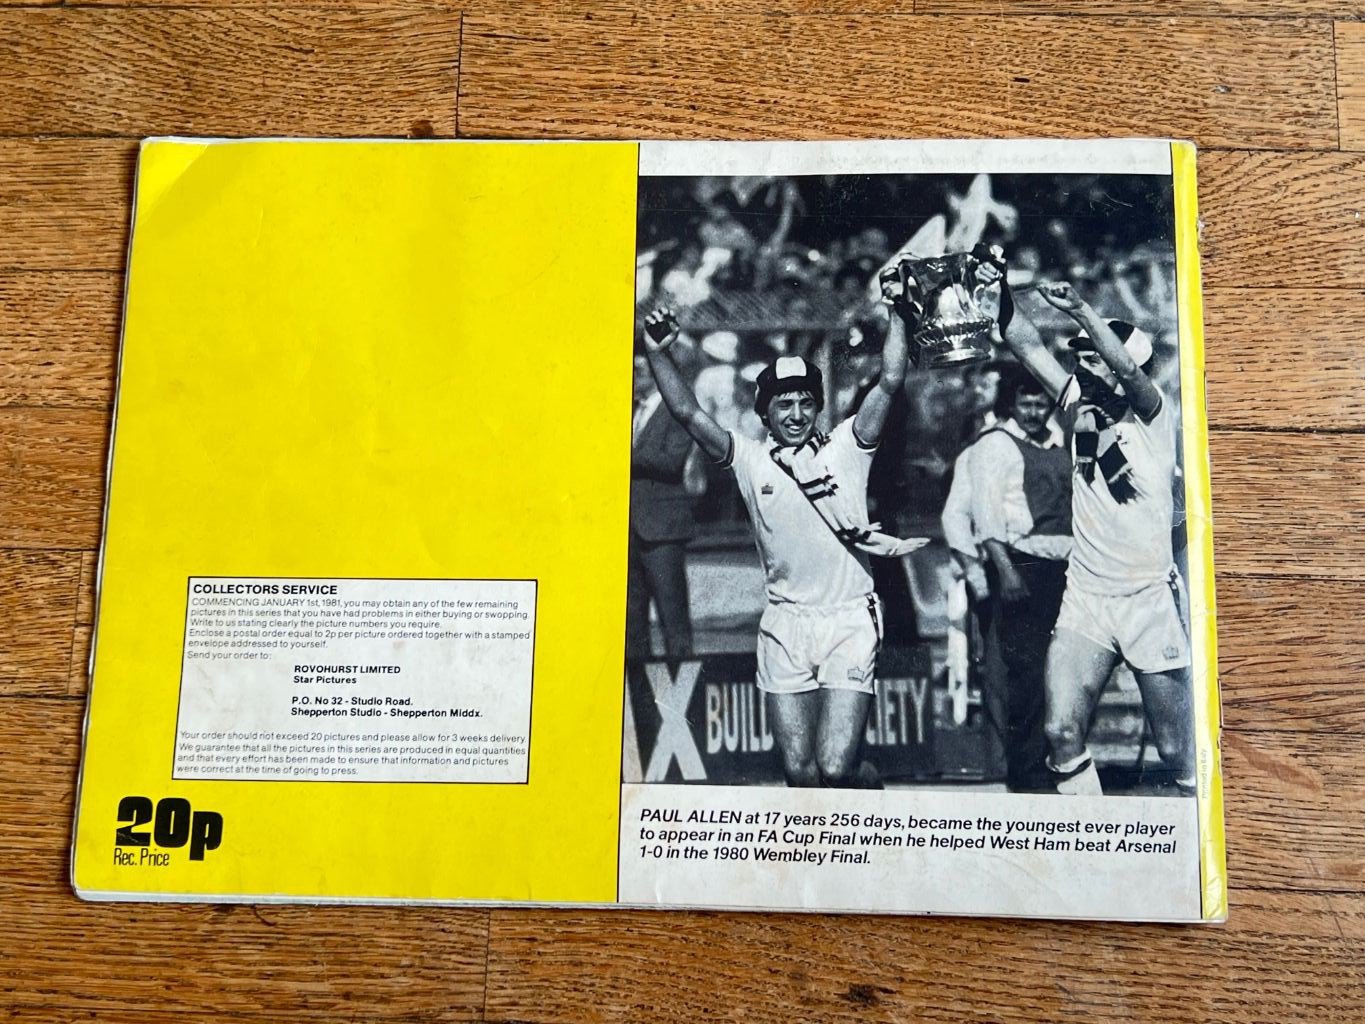 COLLECTORS SERVICE
COMMENCING JANUARY 1st, 1981, you may obtain any of the few remaining
pictures in this series that you have had problems in either buying or swopping.
Write to us stating clearly the picture numbers you require.
Enclose a postal order equal to 2p per picture ordered together with a stamped
envelope addressed to yourself.
Send your order to:
ROVOHURST LIMITED
Star Pictures
P.O. No 32 - Studio Road.
Shepperton Studio - Shepperton Middx.
Your order should not exceed 20 pictures and please allow for 3 weeks delivery.
We guarantee that all the pictures in this series are produced in equal quantities
and that every effort has been made to ensure that information and pictures
were correct at the time of going to press.
20p
Rec. Price
PAUL ALLEN at 17 years 256 days, became the youngest ever player
to appear in an FA Cup Final when he helped West Ham beat Arsenal
1-0 in the 1980 Wembley Final.
Printed in Italy